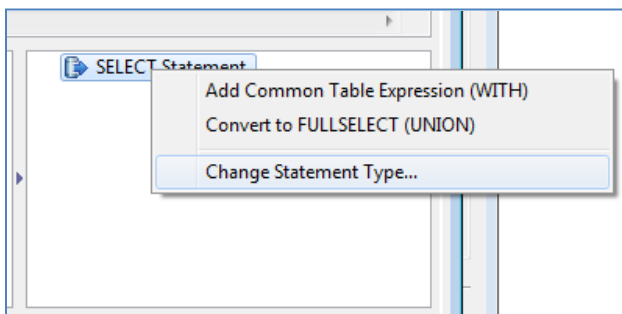 SELECT Statement
Add Common Table Expression (WITH)
Convert to FULLSELECT (UNION)
Change Statement Type...